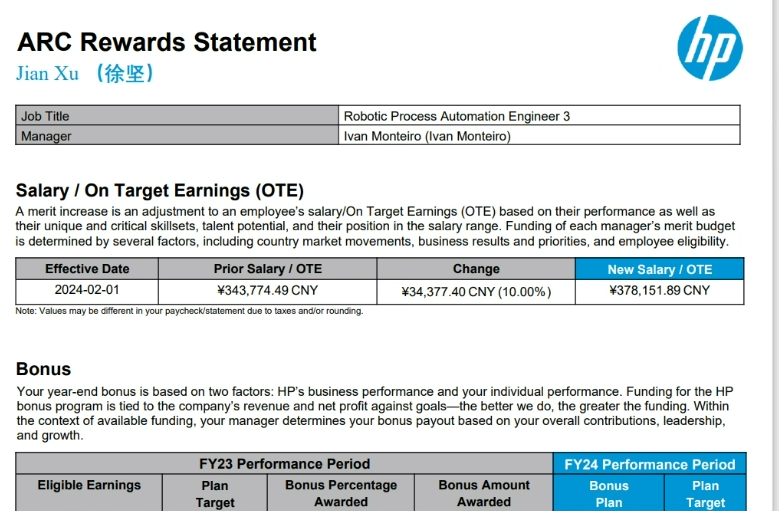 ARC Rewards Statement
hp
Jian Xu （徐坚）
Job Title Robotic Process Automation Engineer 3
Manager Ivan Monteiro (Ivan Monteiro)
Salary / On Target Earnings (OTE)
A merit increase is an adjustment to an employee's salary/On Target Earnings (OTE) based on their performance as well as
their unique and critical skillsets, talent potential, and their position in the salary range. Funding of each manager's merit budget
is determined by several factors, including country market movements, business results and priorities, and employee eligibility.
Effective Date Prior Salary / OTE Change New Salary / OTE
2024-02-01 ¥343,774.49 CNY ¥34,377.40 CNY (10.00%) ¥378,151.89 CNY
Note: Values may be different in your paycheck/statement due to taxes and/or rounding.
Bonus
Your year-end bonus is based on two factors: HP's business performance and your individual performance. Funding for the HP
bonus program is tied to the company's revenue and net profit against goals—the better we do, the greater the funding. Within
the context of available funding, your manager determines your bonus payout based on your overall contributions, leadership,
and growth.
FY23 Performance Period FY24 Performance Period
Eligible Earnings Plan Bonus Percentage Bonus Amount Bonus Plan
Target Awarded Awarded Plan Target